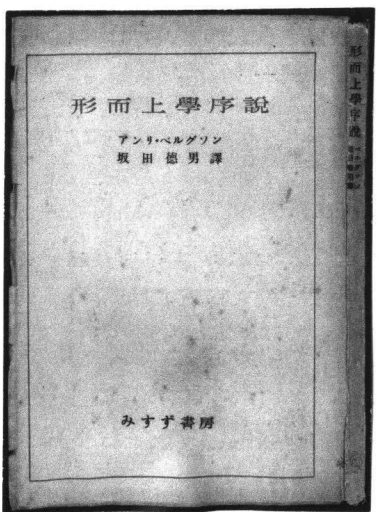 形而上學序說
アンリ・ベルグソン
坂田德男譯
みすず書房
形而上學序說